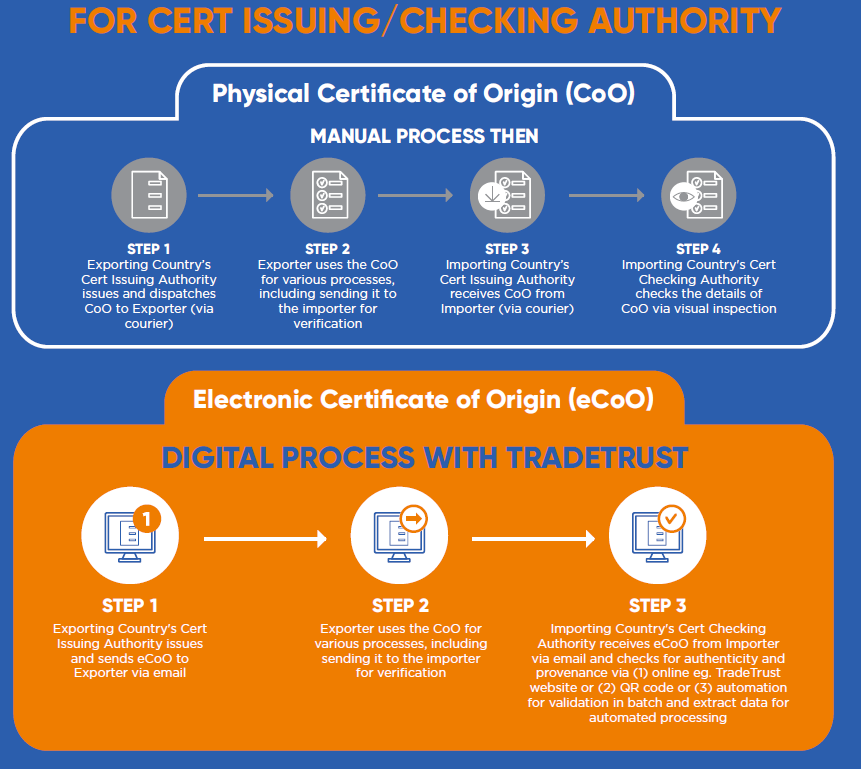 FOR CERT ISSUING/CHECKING AUTHORITY
Physical Certificate of Origin (CoO)
MANUAL PROCESS THEN
STEP 1
Exporting Country's
Cert Issuing Authority
issues and dispatches
CoO to Exporter (via
courier)
STEP 2
Exporter uses the CoO
for various processes,
including sending it to
the importer for
verification
STEP 3
Importing Country's
Cert Issuing Authority
receives CoO from
Importer (via courier)
STEP 4
Importing Country's Cert
Checking Authority
checks the details of
CoO via visual inspection
Electronic Certificate of Origin (eCoO)
DIGITAL PROCESS WITH TRADETRUST
1
STEP 1
Exporting Country's Cert
Issuing Authority issues
and sends eCoO to
Exporter via email
STEP 2
Exporter uses the CoO for
various processes, including
sending it to the importer
for verification
STEP 3
Importing Country's Cert Checking
Authority receives eCoO from Importer
via email and checks for authenticity and
provenance via (1) online eg. TradeTrust
website or (2) QR code or (3) automation
for validation in batch and extract data for
automated processing